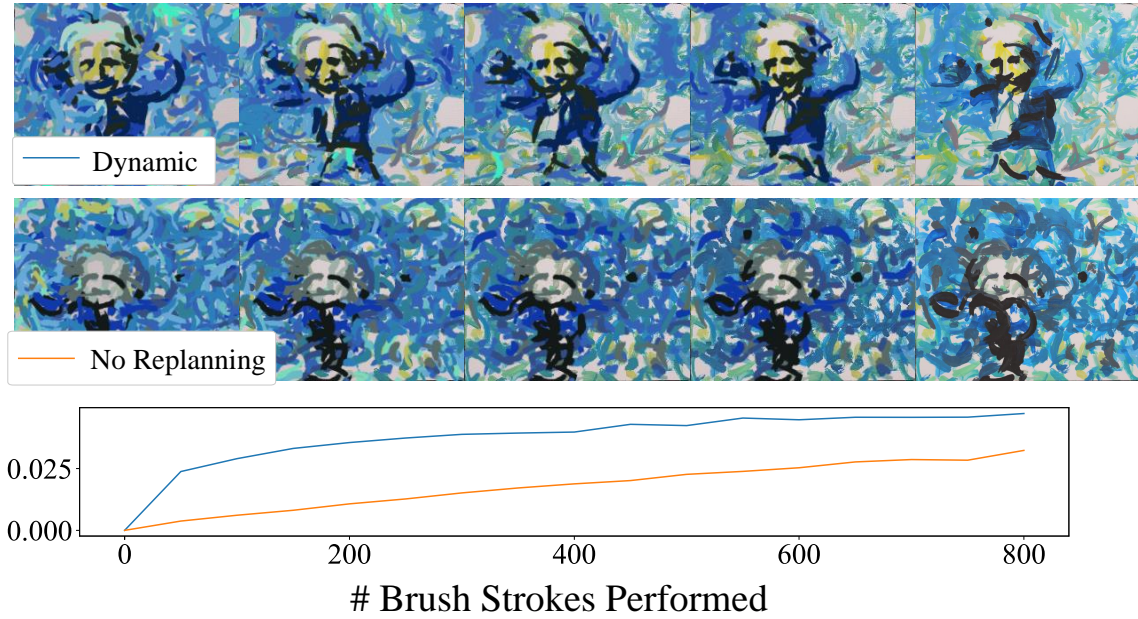 Dynamic
No Replanning
0.025
0.000
0 200 400 600 800
# Brush Strokes Performed